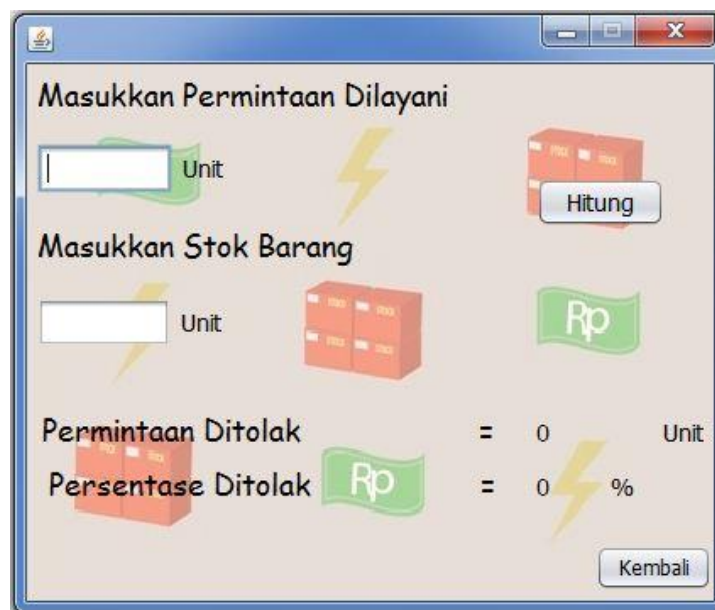 Masukkan Permintaan Dilayani
Unit
Hitung
Masukkan Stok Barang
Unit
Rp
Permintaan Ditolak = 0 Unit
Persentase Ditolak Rp = 0 %
Kembali